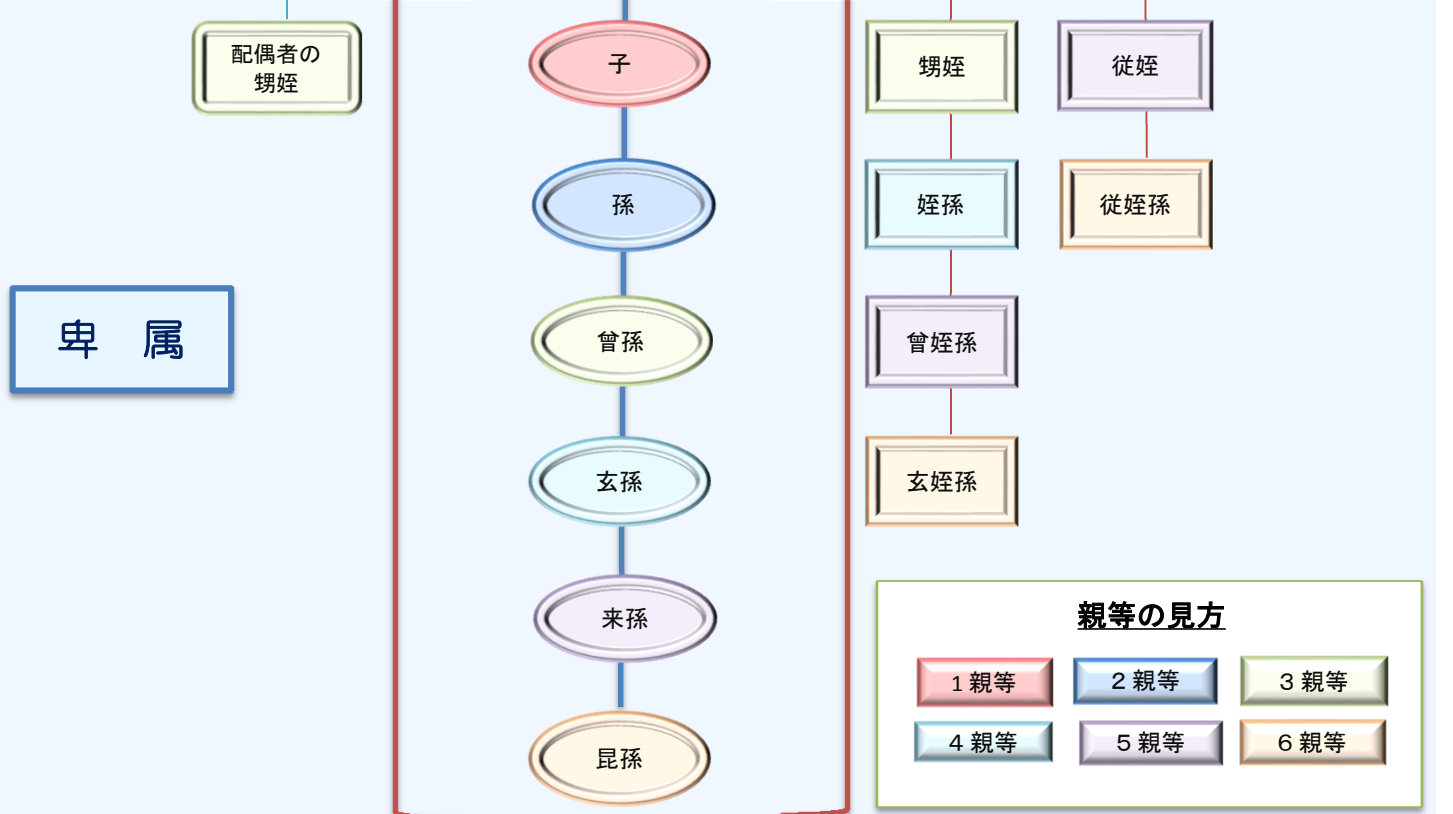 配偶者の
甥姪
子
甥姪
従姪
孫
姪孫
従姪孫
卑　属
曾孫
曾姪孫
玄孫
玄姪孫
来孫
昆孫
親等の見方
1 親等
２ 親等
３ 親等
４ 親等
５ 親等
６ 親等